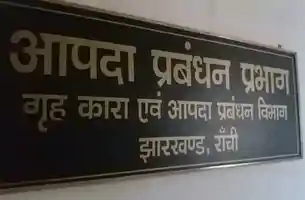 आपदा प्रबंधन प्रभाग
गृह कारा एवं आपदा प्रबंधन विभाग
झारखण्ड, राँची